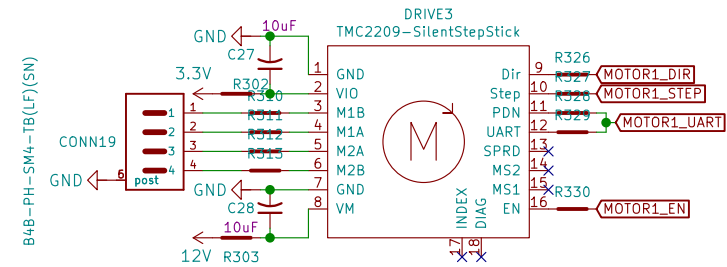 DRIVE3
TMC2209-SilentStepStick
10uF
GND
C27
3.3V
R302
R310
R311
R312
R313
B4B-PH-SM4-TB(LF)(SN)
CONN19
1
2
3
4
6
post
GND
1 GND
2 VIO
3 M1B
4 M1A
5 M2A
6 M2B
7 GND
8 VM
M
GND
C28
10uF
12V
R303
Dir 9
Step 10
PDN 11
UART 12
SPRD 13
MS2 14
MS1 15
EN 16
INDEX 17
DIAG 18
R326
R327
R328
R329
R330
MOTOR1_DIR
MOTOR1_STEP
MOTOR1_UART
MOTOR1_EN